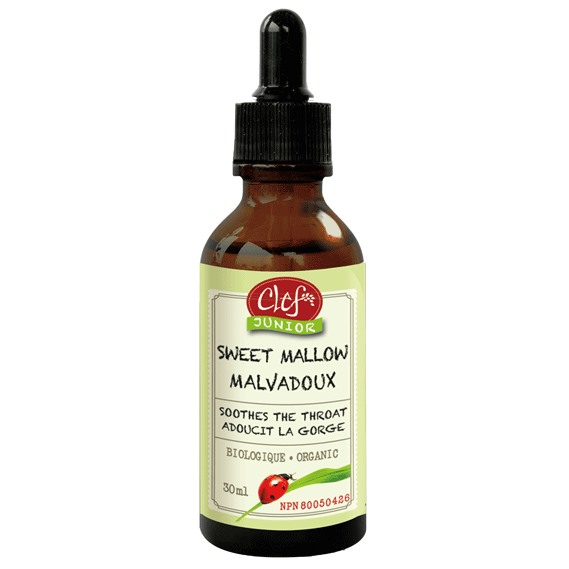 Clef
JUNIOR
SWEET MALLOW
MALVADOUX
SOOTHES THE THROAT
ADOUCIT LA GORGE
BIOLOGIQUE • ORGANIC
30ml
NPN 80050426